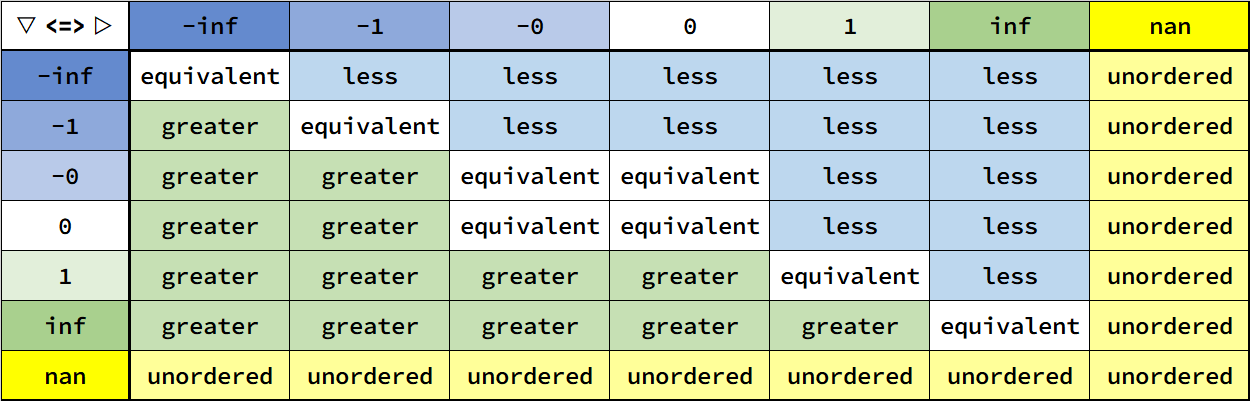 ▽ <=> ▷ -inf -1 -0 0 1 inf nan
-inf equivalent less less less less less unordered
-1 greater equivalent less less less less unordered
-0 greater greater equivalent equivalent less less unordered
0 greater greater equivalent equivalent less less unordered
1 greater greater greater greater equivalent less unordered
inf greater greater greater greater greater equivalent unordered
nan unordered unordered unordered unordered unordered unordered unordered